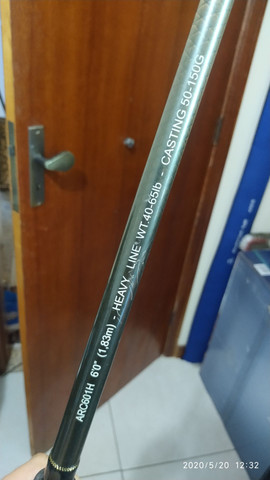 ARC601H 6'0" (1,83m) - HEAVY LINE WT.40-65lb - CASTING 50-150G
2020/5/20 12:32